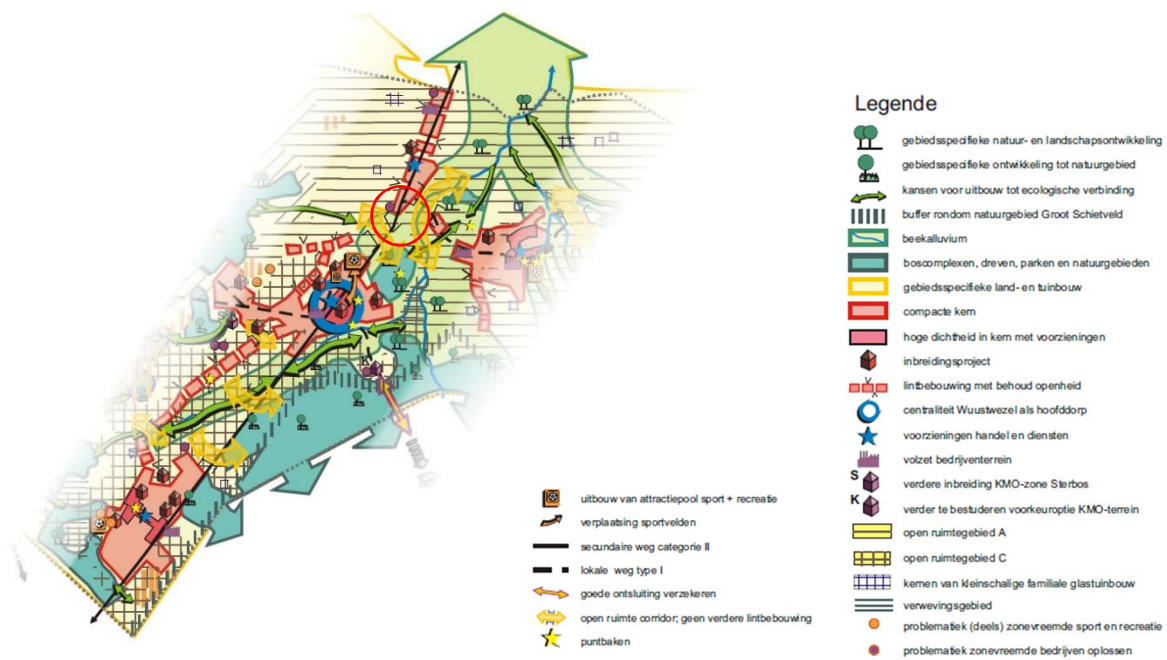 Legende
gebiedsspecifieke natuur- en landschapsontwikkeling
gebiedsspecifieke ontwikkeling tot natuurgebied
kansen voor uitbouw tot ecologische verbinding
buffer rondom natuurgebied Groot Schietveld
beekalluvium
boscomplexen, dreven, parken en natuurgebieden
gebiedsspecifieke land- en tuinbouw
compacte kern
hoge dichtheid in kern met voorzieningen
inbreidingsproject
lintbebouwing met behoud openheid
centraliteit Wuustwezel als hoofddorp
voorzieningen handel en diensten
volzet bedrijventerrein
S verdere inbreiding KMO-zone Sterbos
K verder te bestuderen voorkeuroptie KMO-terrein
open ruimtegebied A
open ruimtegebied C
kernen van kleinschalige familiale glastuinbouw
verwevingsgebied
problematiek (deels) zonevreemde sport en recreatie
problematiek zonevreemde bedrijven oplossen
uitbouw van attractiepool sport + recreatie
verplaatsing sportvelden
secundaire weg categorie II
lokale weg type I
goede ontsluiting verzekeren
open ruimte corridor; geen verdere lintbebouwing
puntbaken